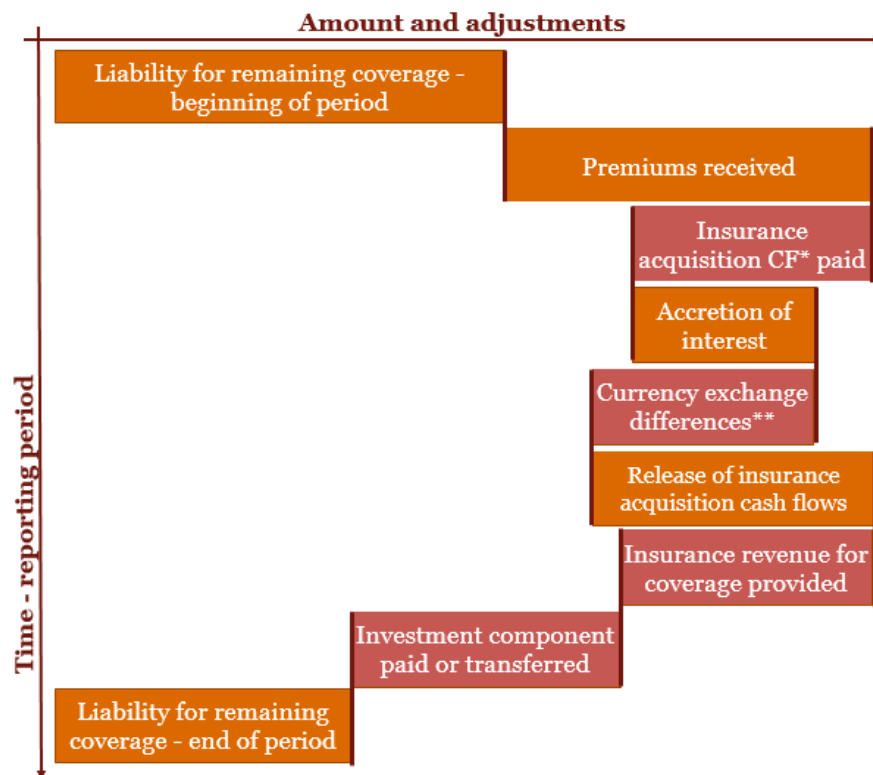 Amount and adjustments
Liability for remaining coverage -
beginning of period
Premiums received
Insurance
acquisition CF* paid
Accretion of
interest
Currency exchange
differences**
Release of insurance
acquisition cash flows
Insurance revenue for
coverage provided
Investment component
paid or transferred
Liability for remaining
coverage - end of period
Time - reporting period